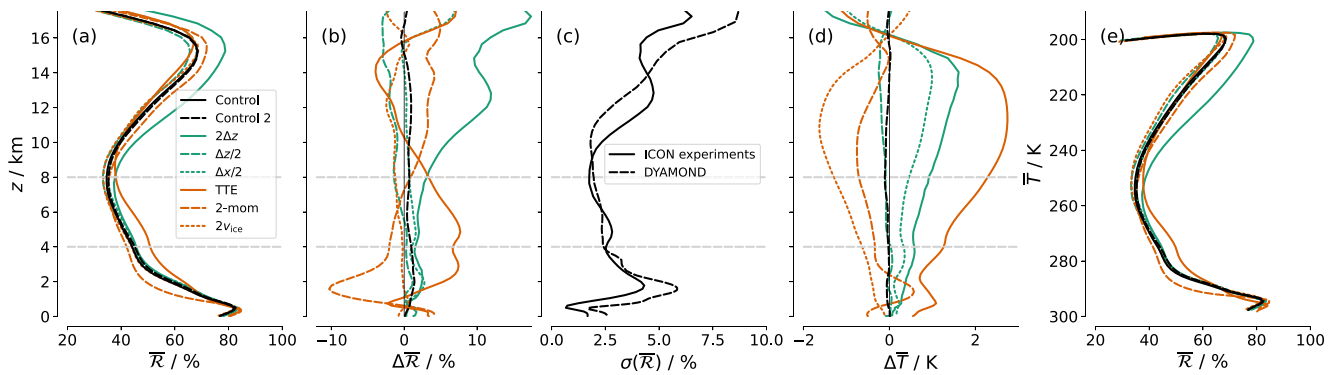 (a)
(b)
(c)
(d)
(e)
z / km
16
14
12
10
8
6
4
2
0
20 40 60 80 100
R̅ / %
Control
Control 2
2Δz
Δz/2
Δx/2
TTE
2-mom
2v_ice
−10 0 10
ΔR̅ / %
ICON experiments
DYAMOND
0.0 2.5 5.0 7.5 10.0
σ(R̅) / %
−2 0 2
ΔT̅ / K
T̅ / K
200
220
240
260
280
300
20 40 60 80 100
R̅ / %